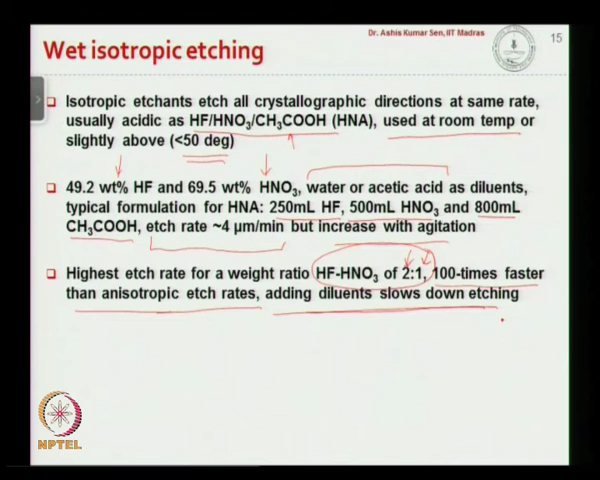 Dr. Ashis Kumar Sen, IIT Madras
15
Wet isotropic etching
Isotropic etchants etch all crystallographic directions at same rate,
usually acidic as HF/HNO₃/CH₃COOH (HNA), used at room temp or
slightly above (<50 deg)
49.2 wt% HF and 69.5 wt% HNO₃, water or acetic acid as diluents,
typical formulation for HNA: 250mL HF, 500mL HNO₃ and 800mL
CH₃COOH, etch rate ~4 µm/min but increase with agitation
Highest etch rate for a weight ratio HF-HNO₃ of 2:1, 100-times faster
than anisotropic etch rates, adding diluents slows down etching
NPTEL